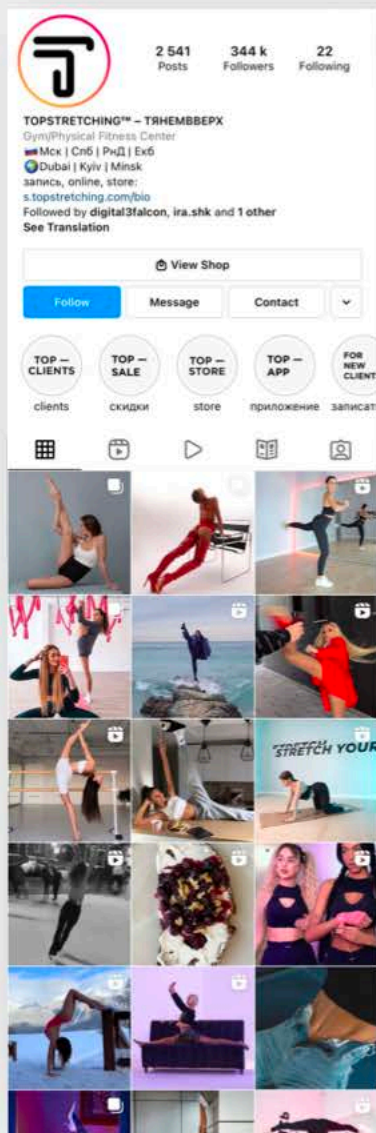 2 541
Posts
344 k
Followers
22
Following
TOPSTRETCHING™ – ТЯНЕМВВЕРХ
Gym/Physical Fitness Center
🇷🇺Мск | Спб | РнД | Екб
🌍Dubai | Kyiv | Minsk
запись, online, store:
s.topstretching.com/bio
Followed by digital3falcon, ira.shk and 1 other
See Translation
View Shop
Follow
Message
Contact
TOP —
CLIENTS
TOP —
SALE
TOP —
STORE
TOP —
APP
FOR
NEW
CLIENT
clients
скидки
store
приложение
записат
STRETCH YOUR